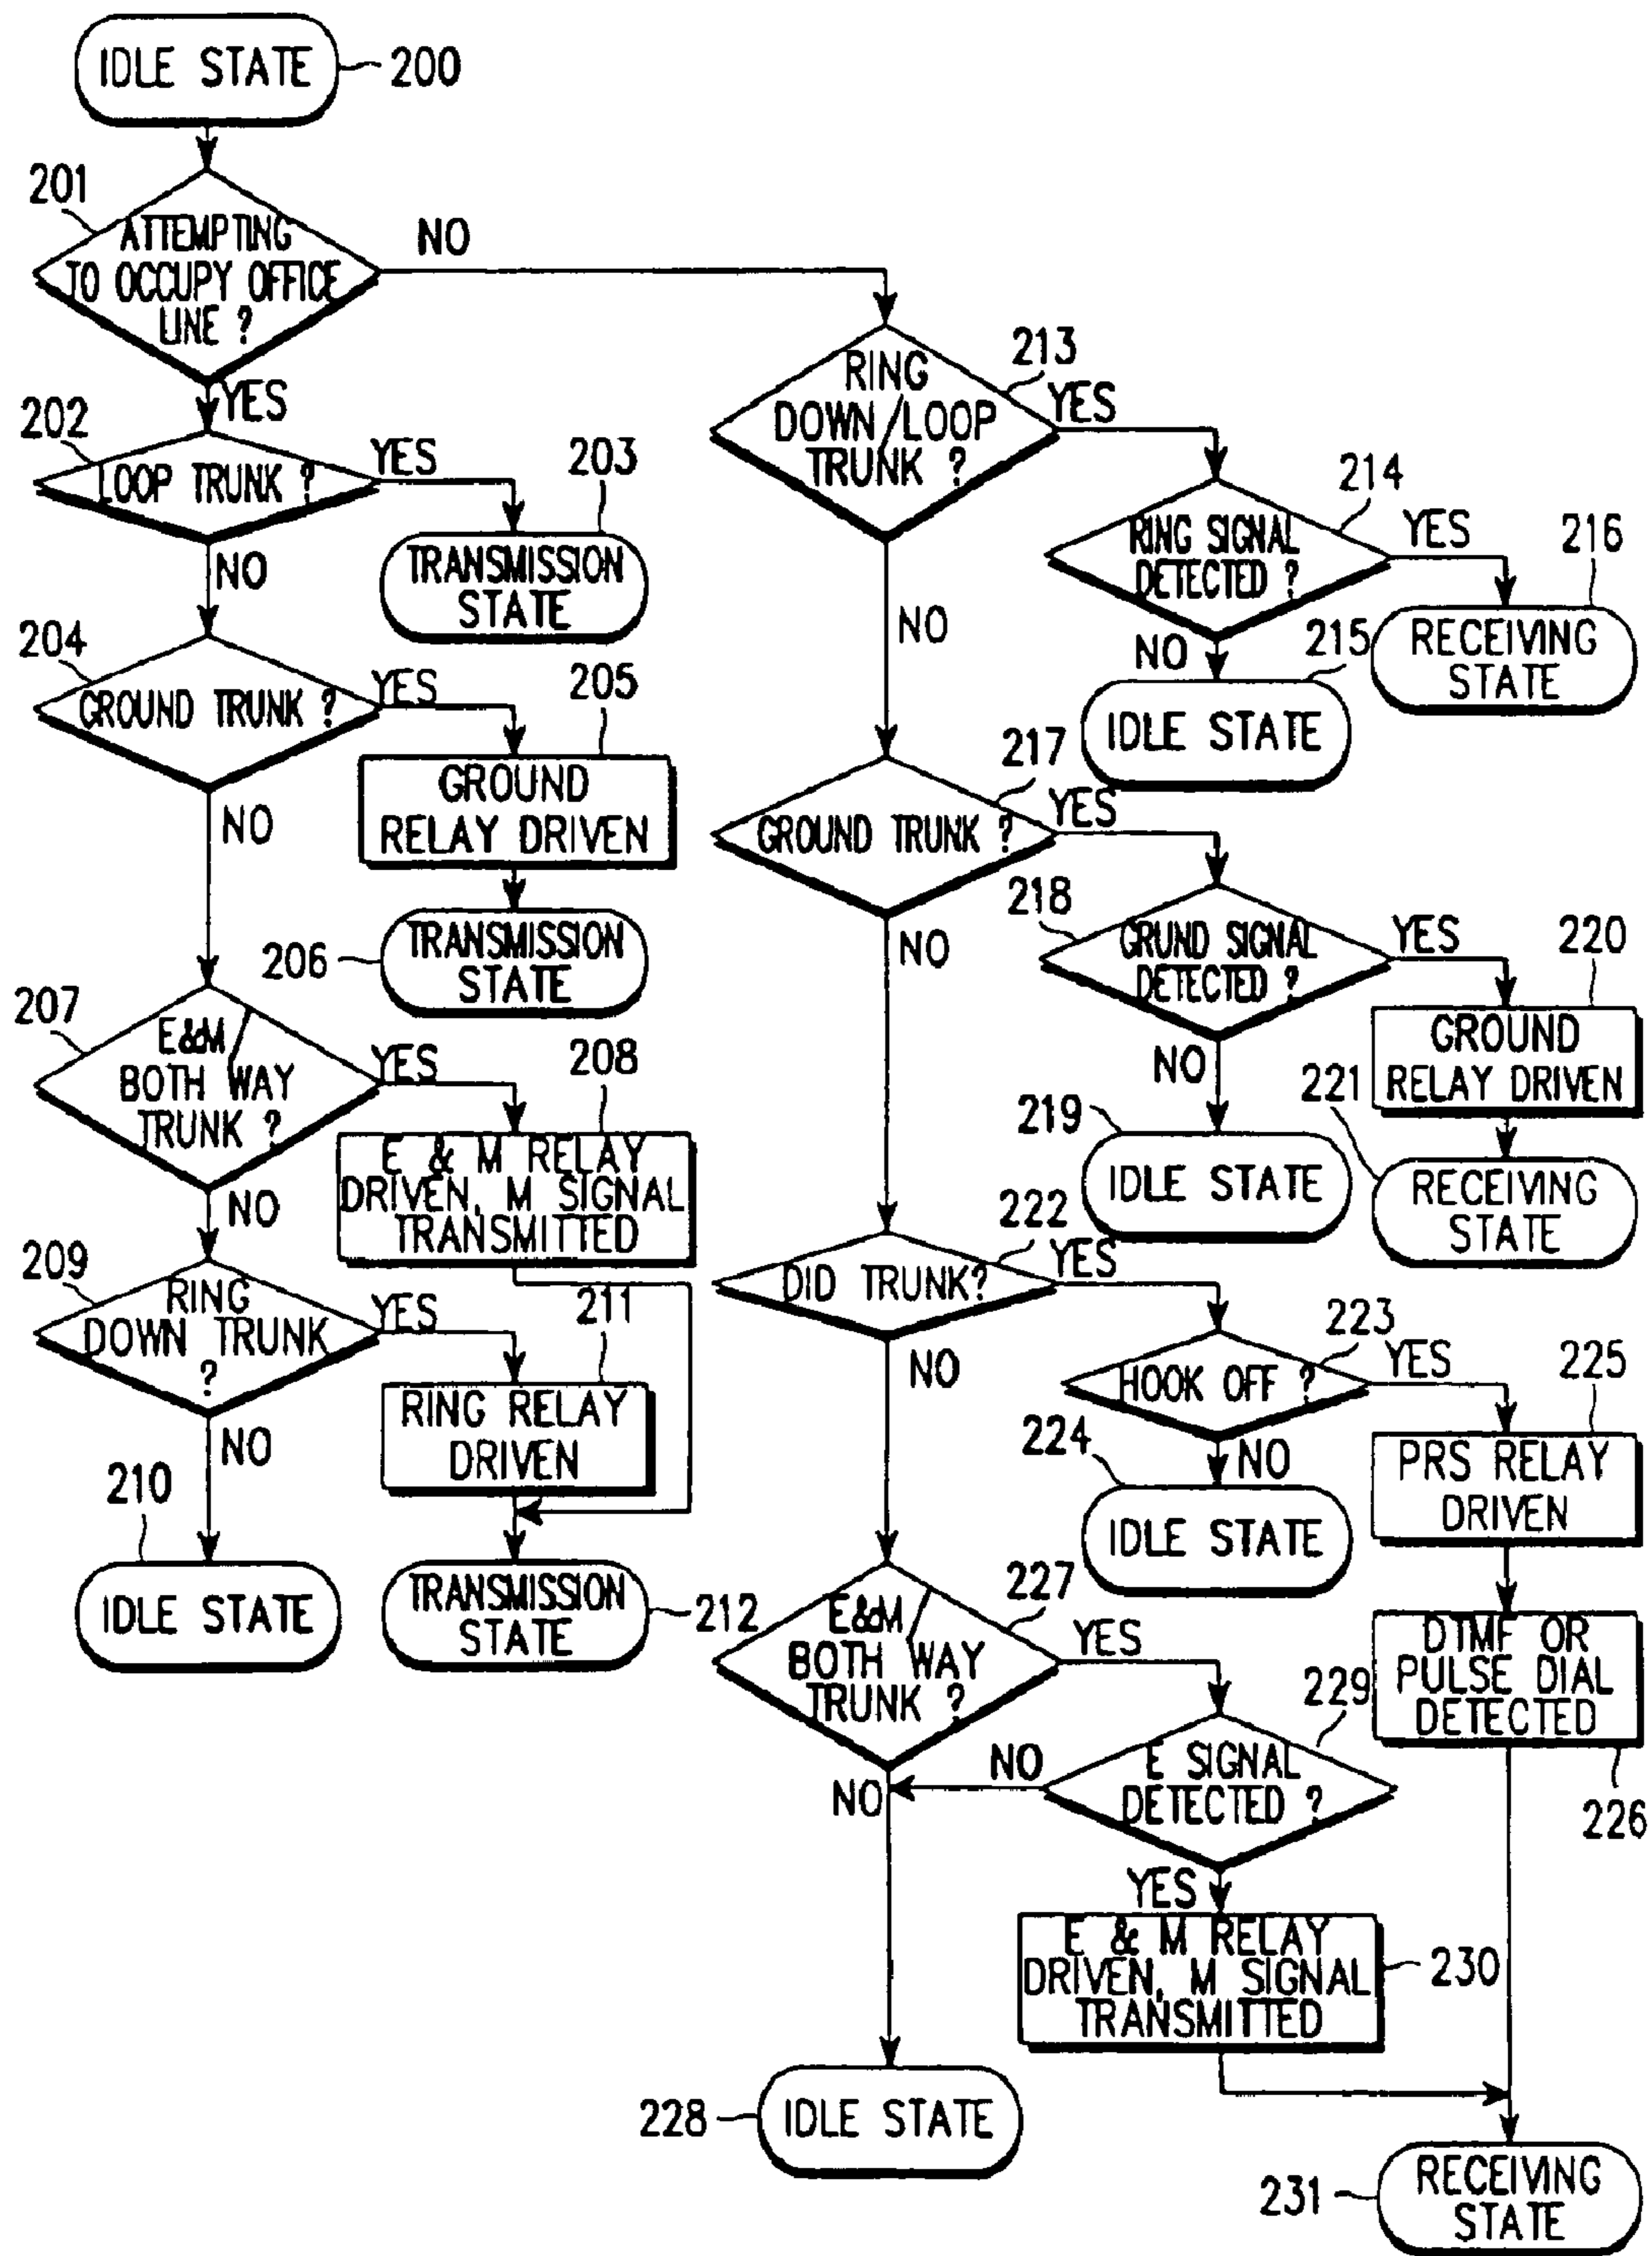 IDLE STATE
200
201
ATTEMPTING
TO OCCUPY OFFICE
LINE ?
NO
YES
202
LOOP TRUNK ?
YES
203
TRANSMISSION
STATE
NO
204
GROUND TRUNK ?
YES
205
GROUND
RELAY DRIVEN
NO
206
TRANSMISSION
STATE
207
E&M/
BOTH WAY
TRUNK ?
YES
208
E & M RELAY
DRIVEN, M SIGNAL
TRANSMITTED
NO
209
RING
DOWN TRUNK
?
YES
211
RING RELAY
DRIVEN
NO
210
IDLE STATE
TRANSMISSION
STATE
212
213
RING
DOWN/LOOP
TRUNK ?
YES
214
RING SIGNAL
DETECTED ?
YES
216
RECEIVING
STATE
NO
215
IDLE STATE
NO
217
GROUND TRUNK ?
YES
218
GRUND SIGNAL
DETECTED ?
YES
220
GROUND
RELAY DRIVEN
NO
219
IDLE STATE
221
RECEIVING
STATE
NO
222
DID TRUNK?
YES
223
HOOK OFF ?
YES
225
PRS RELAY
DRIVEN
NO
224
IDLE STATE
NO
DTMF OR
PULSE DIAL
DETECTED
226
227
E&M/
BOTH WAY
TRUNK ?
YES
229
E SIGNAL
DETECTED ?
NO
NO
YES
E & M RELAY
DRIVEN, M SIGNAL
TRANSMITTED
230
228
IDLE STATE
231
RECEIVING
STATE